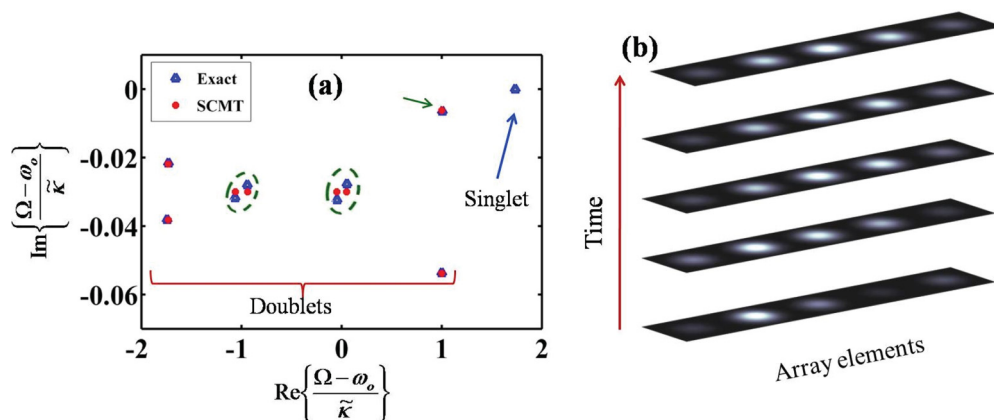 (a)
Exact
SCMT
0
-0.02
-0.04
-0.06
Im{(Ω − ω_o)/κ̃}
Singlet
Doublets
-2 -1 0 1 2
Re{(Ω − ω_o)/κ̃}
(b)
Time
Array elements